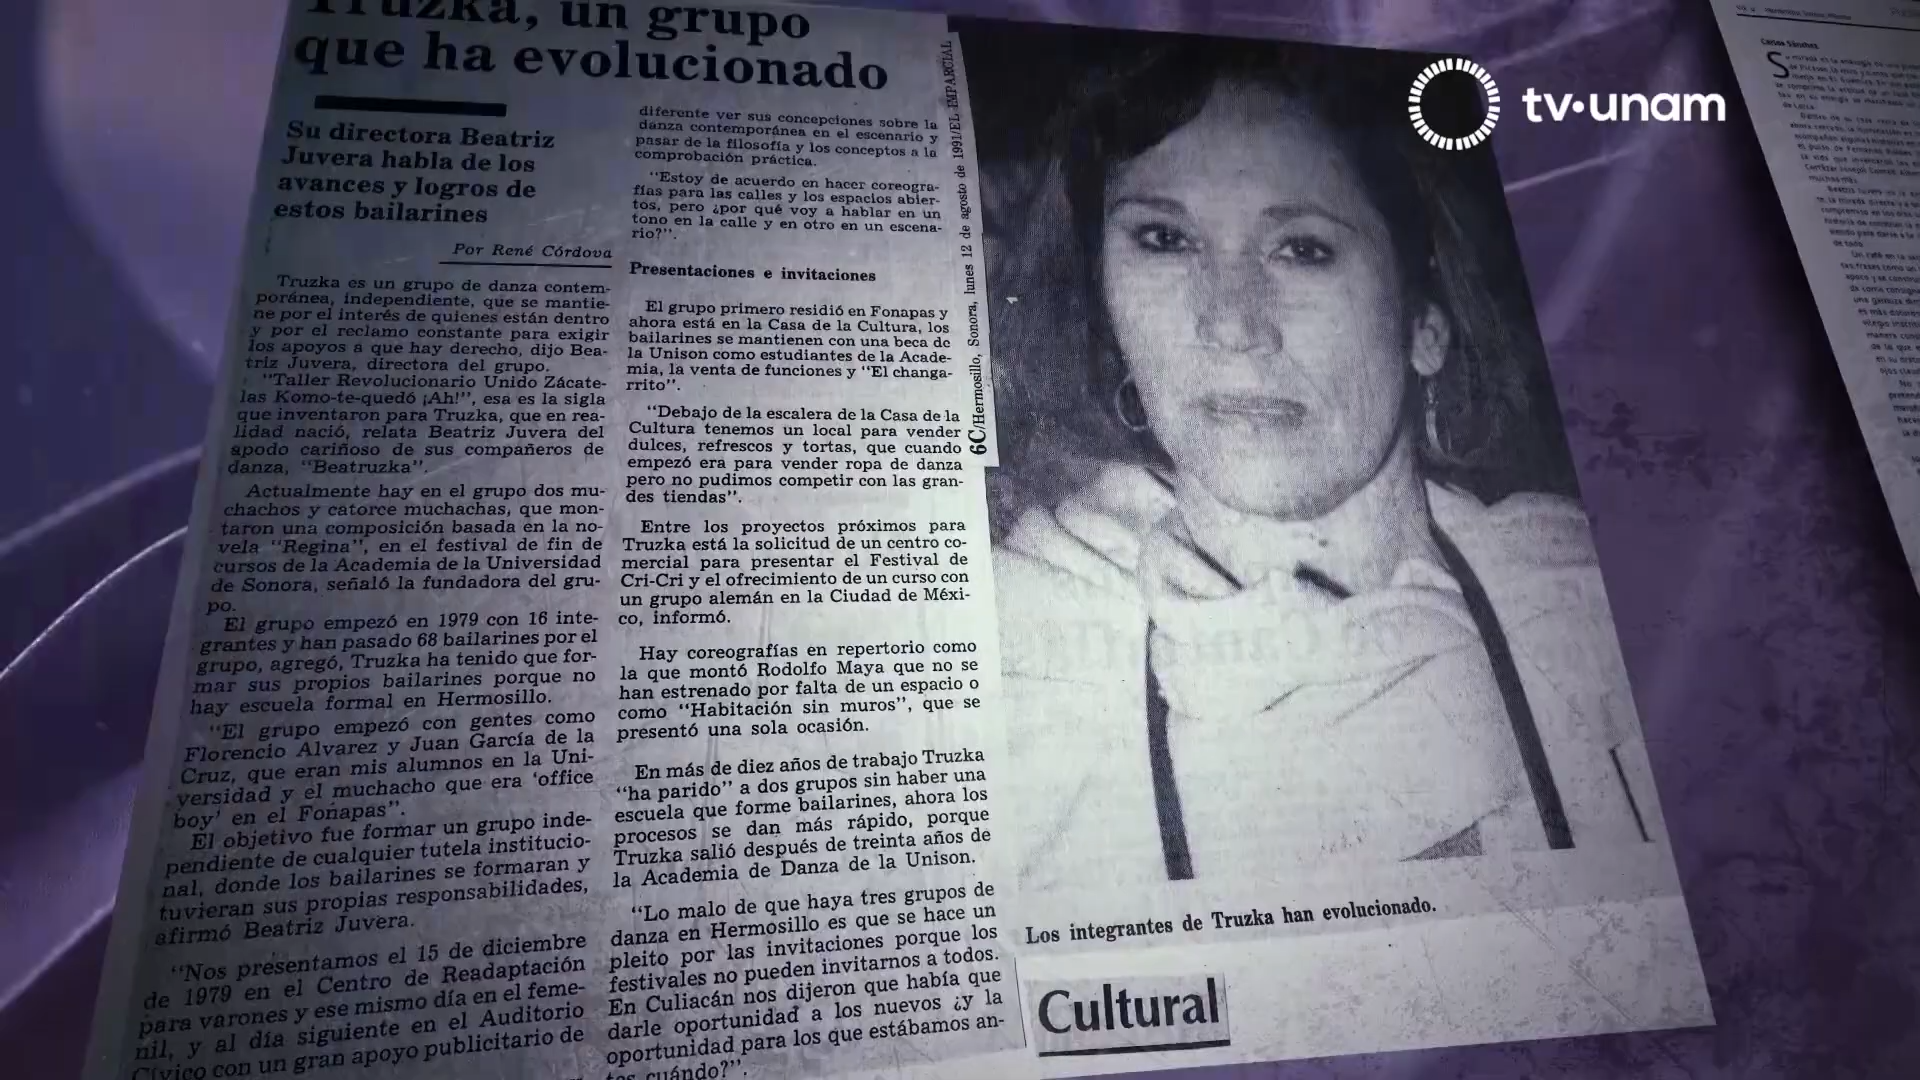 Truzka, un grupo
que ha evolucionado
Su directora Beatriz
Juvera habla de los
avances y logros de
estos bailarines
Por René Córdova
Truzka es un grupo de danza contem-
poránea, independiente, que se mantie-
ne por el interés de quienes están dentro
y por el reclamo constante para exigir
los apoyos a que hay derecho, dijo Bea-
triz Juvera, directora del grupo.
"Taller Revolucionario Unido Zácate-
las Komo-te-quedó ¡Ah!", esa es la sigla
que inventaron para Truzka, que en rea-
lidad nació, relata Beatriz Juvera del
apodo cariñoso de sus compañeros de
danza, "Beatruzka".
Actualmente hay en el grupo dos mu-
chachos y catorce muchachas, que mon-
taron una composición basada en la no-
vela "Regina", en el festival de fin de
cursos de la Academia de la Universidad
de Sonora, señaló la fundadora del gru-
po.
El grupo empezó en 1979 con 16 inte-
grantes y han pasado 68 bailarines por el
grupo, agregó, Truzka ha tenido que for-
mar sus propios bailarines porque no
hay escuela formal en Hermosillo.
"El grupo empezó con gentes como
Florencio Alvarez y Juan García de la
Cruz, que eran mis alumnos en la Uni-
versidad y el muchacho que era 'office
boy' en el Fonapas".
El objetivo fue formar un grupo inde-
pendiente de cualquier tutela institucio-
nal, donde los bailarines se formaran y
tuvieran sus propias responsabilidades,
afirmó Beatriz Juvera.
"Nos presentamos el 15 de diciembre
de 1979 en el Centro de Readaptación
para varones y ese mismo día en el feme-
nil, y al día siguiente en el Auditorio
Cívico con un gran apoyo publicitario de
diferente ver sus concepciones sobre la
danza contemporánea en el escenario y
pasar de la filosofía y los conceptos a la
comprobación práctica.
"Estoy de acuerdo en hacer coreogra-
fías para las calles y los espacios abier-
tos, pero ¿por qué voy a hablar en un
tono en la calle y en otro en un escena-
rio?".
Presentaciones e invitaciones
El grupo primero residió en Fonapas y
ahora está en la Casa de la Cultura, los
bailarines se mantienen con una beca de
la Unison como estudiantes de la Acade-
mia, la venta de funciones y "El changa-
rrito".
"Debajo de la escalera de la Casa de la
Cultura tenemos un local para vender
dulces, refrescos y tortas, que cuando
empezó era para vender ropa de danza
pero no pudimos competir con las gran-
des tiendas".
Entre los proyectos próximos para
Truzka está la solicitud de un centro co-
mercial para presentar el Festival de
Cri-Cri y el ofrecimiento de un curso con
un grupo alemán en la Ciudad de Méxi-
co, informó.
Hay coreografías en repertorio como
la que montó Rodolfo Maya que no se
han estrenado por falta de un espacio o
como "Habitación sin muros", que se
presentó una sola ocasión.
En más de diez años de trabajo Truzka
"ha parido" a dos grupos sin haber una
escuela que forme bailarines, ahora los
procesos se dan más rápido, porque
Truzka salió después de treinta años de
la Academia de Danza de la Unison.
"Lo malo de que haya tres grupos de
danza en Hermosillo es que se hace un
pleito por las invitaciones porque los
festivales no pueden invitarnos a todos.
En Culiacán nos dijeron que había que
darle oportunidad a los nuevos ¿y la
oportunidad para los que estábamos an-
tes cuándo?".
6C/Hermosillo, Sonora, lunes 12 de agosto de 1991/EL IMPARCIAL
Los integrantes de Truzka han evolucionado.
Cultural
tv·unam
Carlos Sánchez